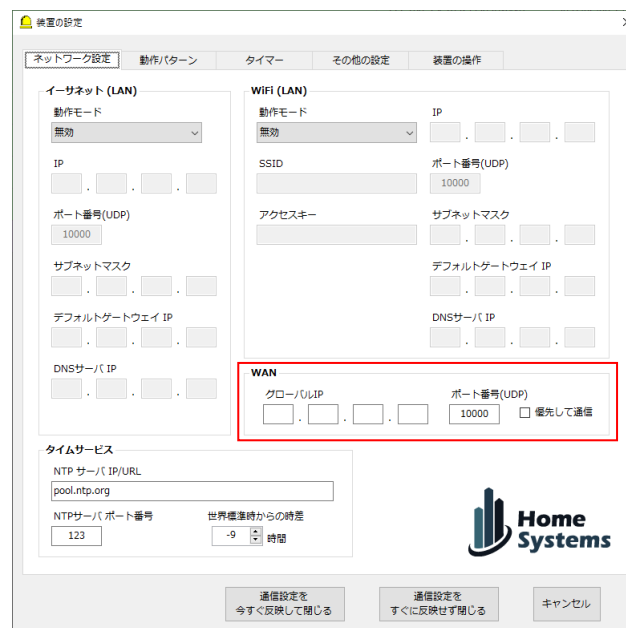 装置の設定
ネットワーク設定
動作パターン
タイマー
その他の設定
装置の操作
イーサネット (LAN)
動作モード
無効
IP
. . .
ポート番号(UDP)
10000
サブネットマスク
. . .
デフォルトゲートウェイ IP
. . .
DNSサーバ IP
. . .
WiFi (LAN)
動作モード
無効
SSID
アクセスキー
IP
. . .
ポート番号(UDP)
10000
サブネットマスク
. . .
デフォルトゲートウェイ IP
. . .
DNSサーバ IP
. . .
WAN
グローバルIP
. . .
ポート番号(UDP)
10000
優先して通信
タイムサービス
NTP サーバ IP/URL
pool.ntp.org
NTPサーバ ポート番号
123
世界標準時からの時差
-9 時間
Home
Systems
通信設定を
今すぐ反映して閉じる
通信設定を
すぐに反映せず閉じる
キャンセル